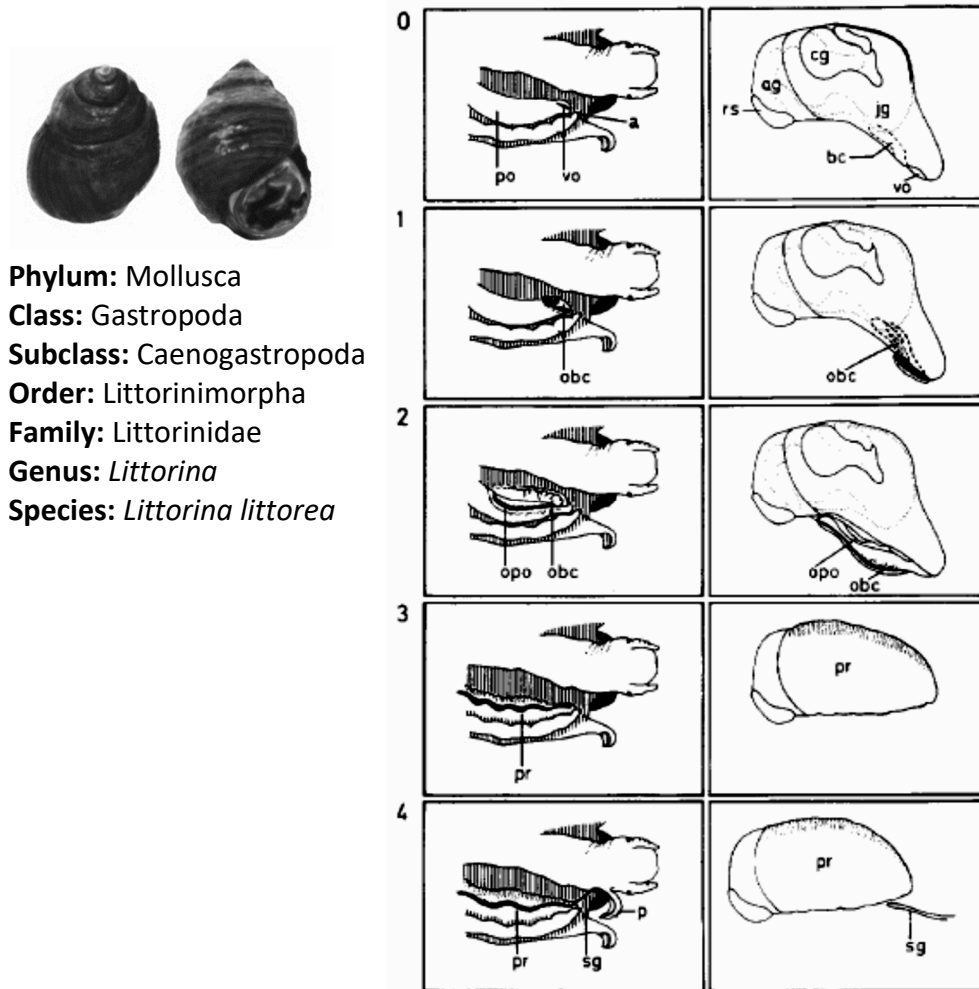 Phylum: Mollusca
Class: Gastropoda
Subclass: Caenogastropoda
Order: Littorinimorpha
Family: Littorinidae
Genus: Littorina
Species: Littorina littorea
0
a
po
vo
cg
ag
rs
jg
bc
vo
1
obc
obc
2
opo
obc
opo
obc
3
pr
pr
4
p
pr
sg
pr
sg